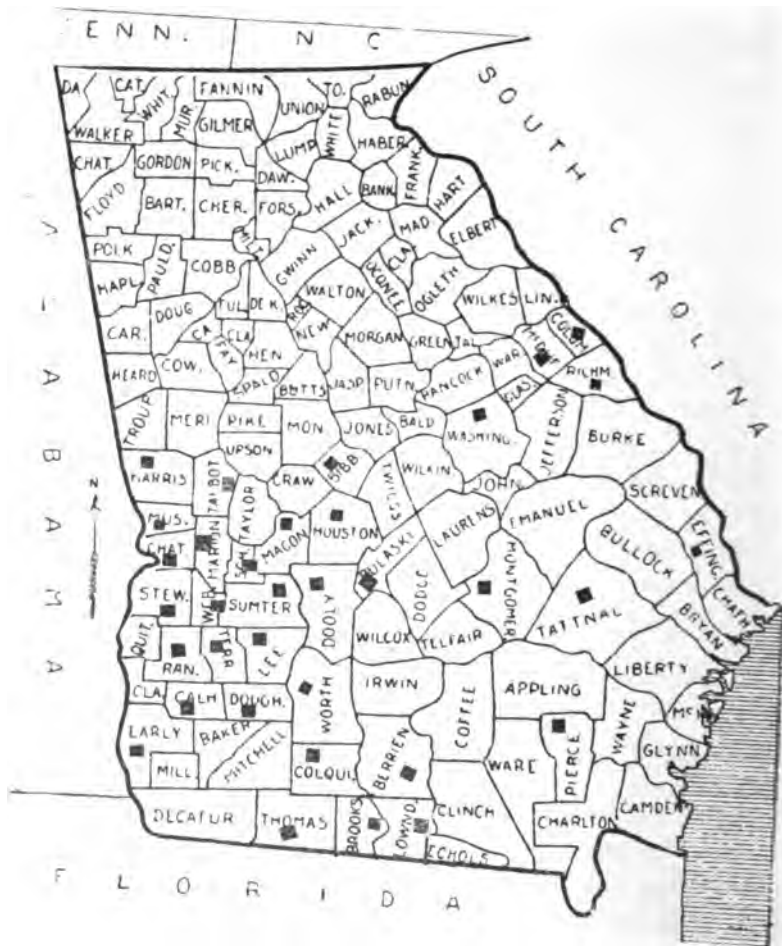 ENN. N C
SOUTH CAROLINA
ALABAMA
FLORIDA
N
DA
CAT.
WHIT.
MUR.
FANNIN
GILMER
UNION
TO.
RABUN
WALKER
LUMP
WHITE
HABER
CHAT.
GORDON
PICK.
DAW.
BANK
FRANK.
HART
FLOYD
BART.
CHER.
FORS.
HALL
JACK.
MAD.
ELBERT
POLK
PAULD.
COBB
MILT
GWINN
OCONEE
CLA.
OGLETH
HARL
DOUG
FUL
DEK.
WALTON
WILKES
LIN.
CAR.
CA
FAY
CLA
ROC
NEW
MORGAN
GREEN
TAL
COLUM
HEARD
COW.
HEN
WAR.
RICHM.
SPALD
BUTTS
JASP
PUTN
HANCOCK
GLAS.
TROUP
MERI
PIKE
MON.
JONES
BALD
WASHING.
JEFFERSON
BURKE
UPSON
HARRIS
TALBOT
CRAW
BIBB
WILKIN
JOHN.
SCREVEN
MUS.
TAYLOR
TWIGGS
MARION
MACON
HOUSTON
LAURENS
EMANUEL
EFFING.
CHAT.
PULASKI
BULLOCK
STEW.
WEB
SUMTER
DOOLY
DODGE
MONTGOMER
TATTNAL
BRYAN
CHATH
QUIT.
TERR
LEE
WILCOX
TELFAIR
RAN.
LIBERTY
CLA.
CALH
DOUGH.
WORTH
IRWIN
COFFEE
APPLING
WAYNE
EARLY
BAKER
MITCHELL
BERRIEN
WARE
PIERCE
GLYNN
MILL
COLQUI.
CLINCH
CHARLTON
CAMDEN
DECATUR
THOMAS
BROOKS
LOWND
ECHOLS